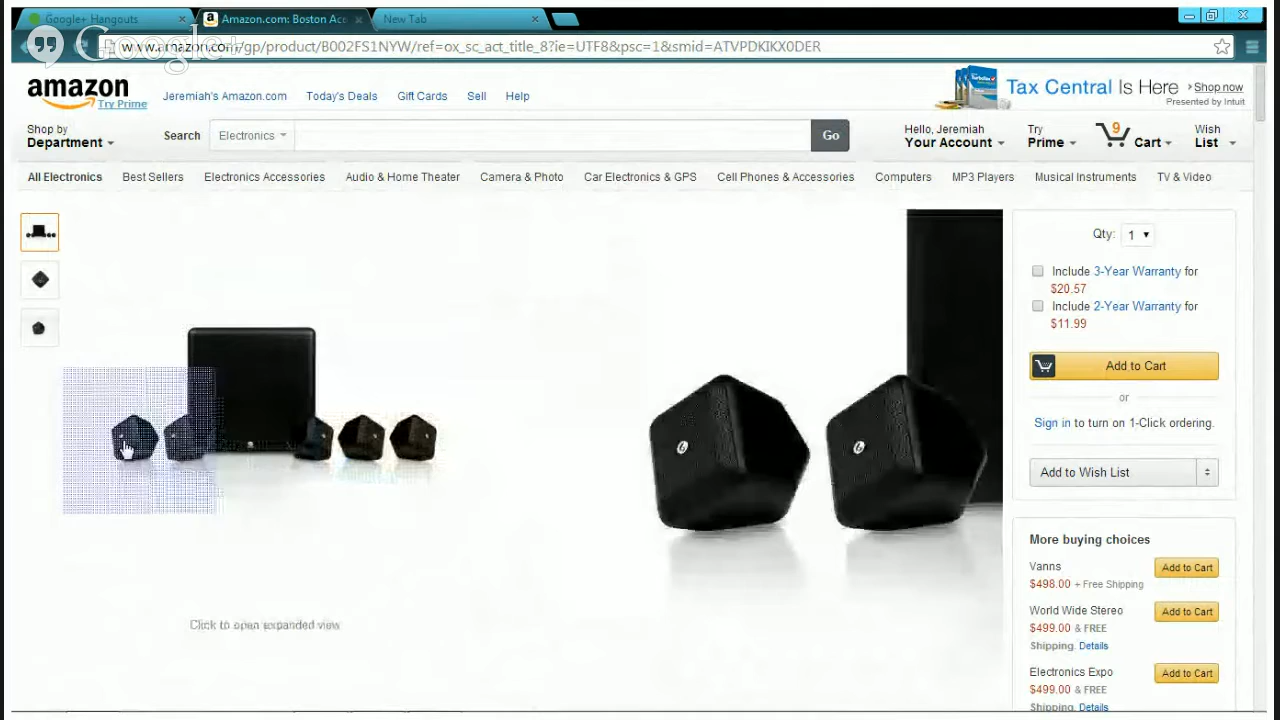 Google+ Hangouts
Amazon.com: Boston Aco
New Tab
Google+
www.amazon.com/gp/product/B002FS1NYW/ref=ox_sc_act_title_8?ie=UTF8&psc=1&smid=ATVPDKIKX0DER
amazon
Try Prime
Jeremiah's Amazon.com
Today's Deals
Gift Cards
Sell
Help
Tax Central Is Here
Shop now
Presented by Intuit
Shop by
Department
Search
Electronics
Go
Hello, Jeremiah
Your Account
Try
Prime
9
Cart
Wish
List
All Electronics
Best Sellers
Electronics Accessories
Audio & Home Theater
Camera & Photo
Car Electronics & GPS
Cell Phones & Accessories
Computers
MP3 Players
Musical Instruments
TV & Video
Qty: 1
Include 3-Year Warranty for
$20.57
Include 2-Year Warranty for
$11.99
Add to Cart
or
Sign in to turn on 1-Click ordering.
Add to Wish List
More buying choices
Vanns
$498.00 + Free Shipping
Add to Cart
World Wide Stereo
$499.00 & FREE
Shipping. Details
Add to Cart
Electronics Expo
$499.00 & FREE
Shipping. Details
Add to Cart
Click to open expanded view